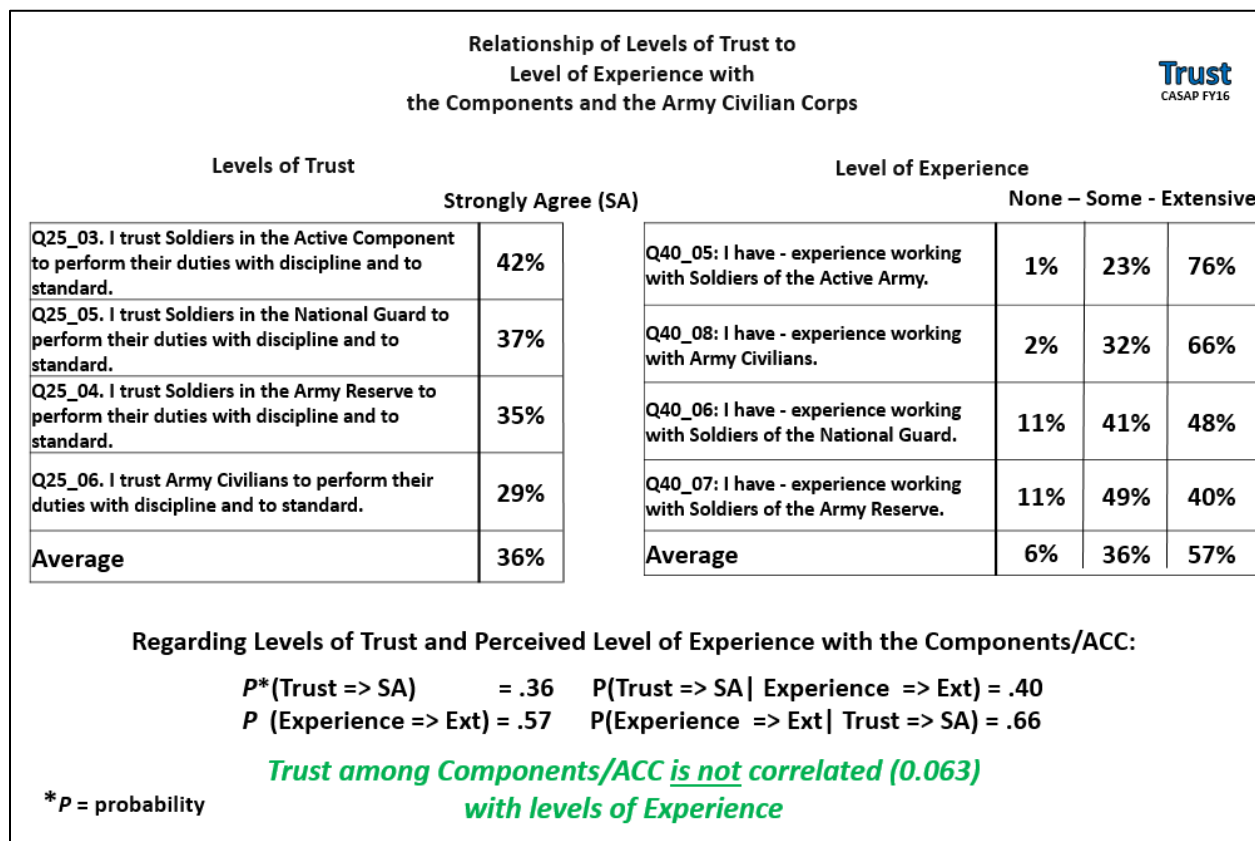 Relationship of Levels of Trust to
Level of Experience with
the Components and the Army Civilian Corps
Trust
CASAP FY16
Levels of Trust
Strongly Agree (SA)
Q25_03. I trust Soldiers in the Active Component
to perform their duties with discipline and to
standard.
42%
Q25_05. I trust Soldiers in the National Guard to
perform their duties with discipline and to
standard.
37%
Q25_04. I trust Soldiers in the Army Reserve to
perform their duties with discipline and to
standard.
35%
Q25_06. I trust Army Civilians to perform their
duties with discipline and to standard.
29%
Average
36%
Level of Experience
None – Some - Extensive
Q40_05: I have - experience working
with Soldiers of the Active Army.
1% 23% 76%
Q40_08: I have - experience working
with Army Civilians.
2% 32% 66%
Q40_06: I have - experience working
with Soldiers of the National Guard.
11% 41% 48%
Q40_07: I have - experience working
with Soldiers of the Army Reserve.
11% 49% 40%
Average
6% 36% 57%
Regarding Levels of Trust and Perceived Level of Experience with the Components/ACC:
P*(Trust => SA) = .36 P(Trust => SA| Experience => Ext) = .40
P (Experience => Ext) = .57 P(Experience => Ext| Trust => SA) = .66
Trust among Components/ACC is not correlated (0.063)
with levels of Experience
*P = probability